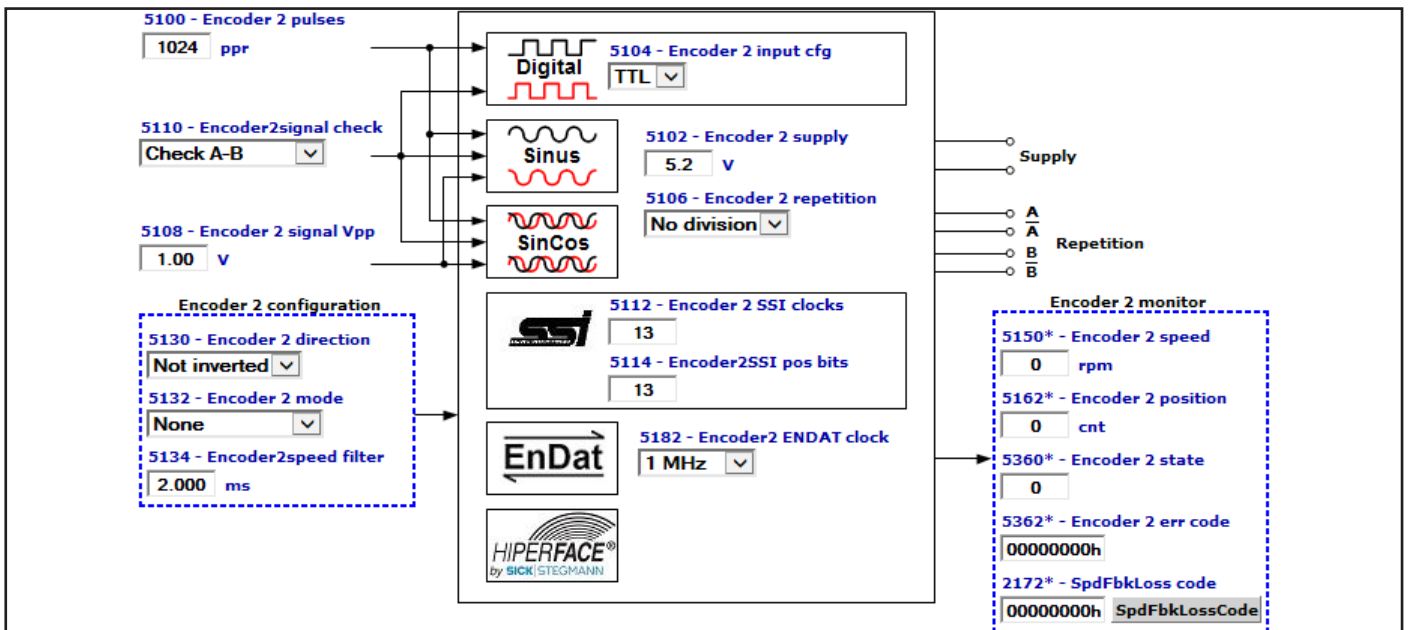 5100 - Encoder 2 pulses
1024 ppr
5110 - Encoder2signal check
Check A-B
5108 - Encoder 2 signal Vpp
1.00 V
Encoder 2 configuration
5130 - Encoder 2 direction
Not inverted
5132 - Encoder 2 mode
None
5134 - Encoder2speed filter
2.000 ms
Digital
5104 - Encoder 2 input cfg
TTL
Sinus
5102 - Encoder 2 supply
5.2 V
5106 - Encoder 2 repetition
No division
SinCos
SSI
5112 - Encoder 2 SSI clocks
13
5114 - Encoder2SSI pos bits
13
EnDat
5182 - Encoder2 ENDAT clock
1 MHz
HIPERFACE®
by SICK STEGMANN
Supply
A
A
B
B
Repetition
Encoder 2 monitor
5150* - Encoder 2 speed
0 rpm
5162* - Encoder 2 position
0 cnt
5360* - Encoder 2 state
0
5362* - Encoder 2 err code
00000000h
2172* - SpdFbkLoss code
00000000h SpdFbkLossCode